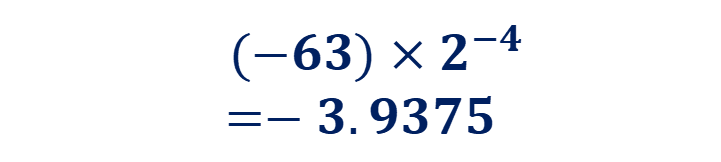 (−63) × 2⁻⁴
=− 3.9375